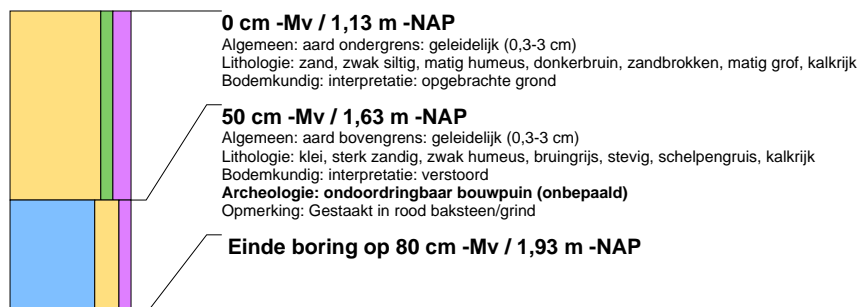 0 cm -Mv / 1,13 m -NAP
Algemeen: aard ondergrens: geleidelijk (0,3-3 cm)
Lithologie: zand, zwak siltig, matig humeus, donkerbruin, zandbrokken, matig grof, kalkrijk
Bodemkundig: interpretatie: opgebrachte grond
50 cm -Mv / 1,63 m -NAP
Algemeen: aard bovengrens: geleidelijk (0,3-3 cm)
Lithologie: klei, sterk zandig, zwak humeus, bruingrijs, stevig, schelpengruis, kalkrijk
Bodemkundig: interpretatie: verstoord
Archeologie: ondoordringbaar bouwpuin (onbepaald)
Opmerking: Gestaakt in rood baksteen/grind
Einde boring op 80 cm -Mv / 1,93 m -NAP